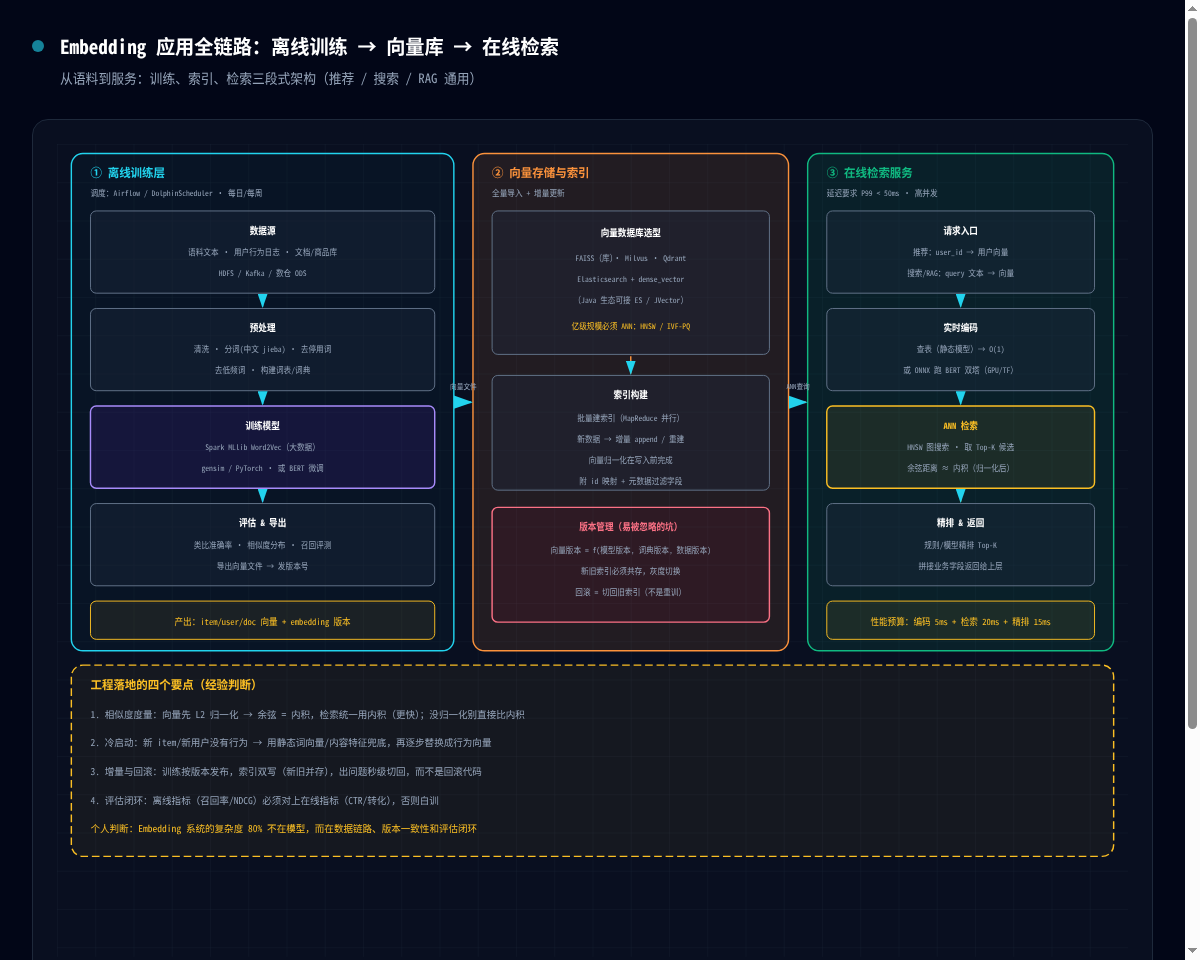 Embedding 应用全链路：离线训练 → 向量库 → 在线检索
从语料到服务：训练、索引、检索三段式架构（推荐 / 搜索 / RAG 通用）
① 离线训练层
调度：Airflow / DolphinScheduler · 每日/每周
数据源
语料文本 · 用户行为日志 · 文档/商品库
HDFS / Kafka / 数仓 ODS
预处理
清洗 · 分词(中文 jieba) · 去停用词
去低频词 · 构建词表/词典
训练模型
Spark MLlib Word2Vec（大数据）
gensim / PyTorch · 或 BERT 微调
评估 & 导出
类比准确率 · 相似度分布 · 召回评测
导出向量文件 → 发版本号
产出：item/user/doc 向量 + embedding 版本
向量文件
② 向量存储与索引
全量导入 + 增量更新
向量数据库选型
FAISS（库）· Milvus · Qdrant
Elasticsearch + dense_vector
（Java 生态可接 ES / JVector）
亿级规模必须 ANN：HNSW / IVF-PQ
索引构建
批量建索引（MapReduce 并行）
新数据 → 增量 append / 重建
向量归一化在写入前完成
附 id 映射 + 元数据过滤字段
版本管理（易被忽略的坑）
向量版本 = f(模型版本, 词典版本, 数据版本)
新旧索引必须共存，灰度切换
回滚 = 切回旧索引（不是重训）
ANN查询
③ 在线检索服务
延迟要求 P99 < 50ms · 高并发
请求入口
推荐：user_id → 用户向量
搜索/RAG：query 文本 → 向量
实时编码
查表（静态模型）→ O(1)
或 ONNX 跑 BERT 双塔（GPU/TF）
ANN 检索
HNSW 图搜索 · 取 Top-K 候选
余弦距离 ≈ 内积（归一化后）
精排 & 返回
规则/模型精排 Top-K
拼接业务字段返回给上层
性能预算：编码 5ms + 检索 20ms + 精排 15ms
工程落地的四个要点（经验判断）
1. 相似度度量：向量先 L2 归一化 → 余弦 = 内积，检索统一用内积（更快）；没归一化别直接比内积
2. 冷启动：新 item/新用户没有行为 → 用静态词向量/内容特征兜底，再逐步替换成行为向量
3. 增量与回滚：训练按版本发布，索引双写（新旧并存），出问题秒级切回，而不是回滚代码
4. 评估闭环：离线指标（召回率/NDCG）必须对上在线指标（CTR/转化），否则白训
个人判断：Embedding 系统的复杂度 80% 不在模型，而在数据链路、版本一致性和评估闭环